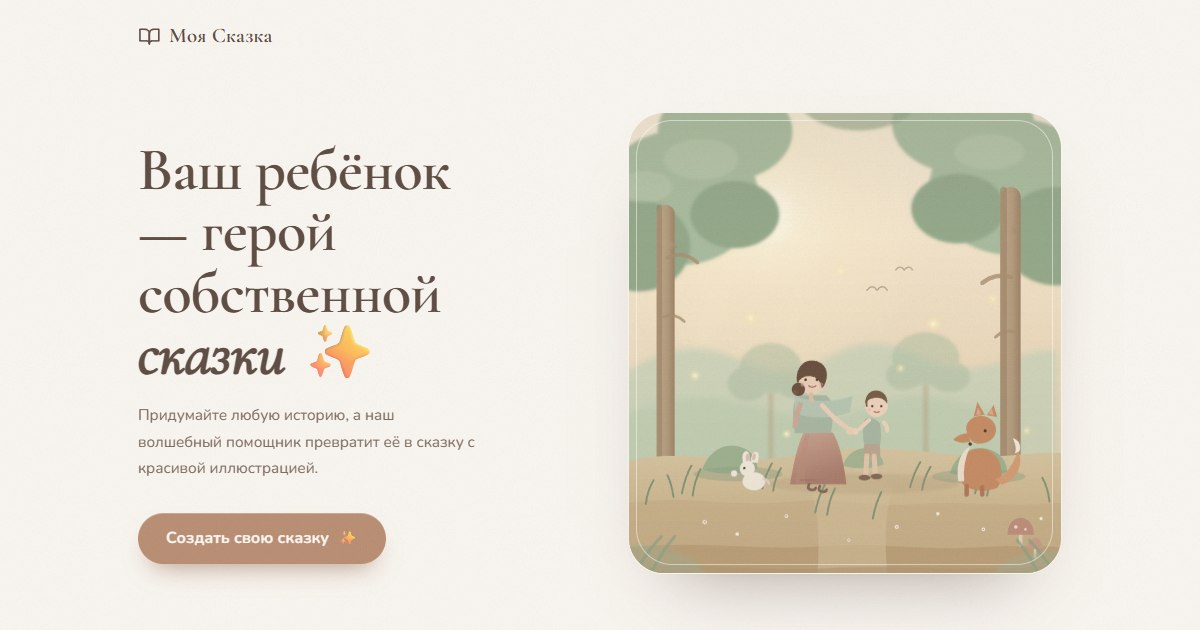 Моя Сказка
Ваш ребёнок
— герой
собственной
сказки ✨
Придумайте любую историю, а наш
волшебный помощник превратит её в сказку с
красивой иллюстрацией.
Создать свою сказку ✨